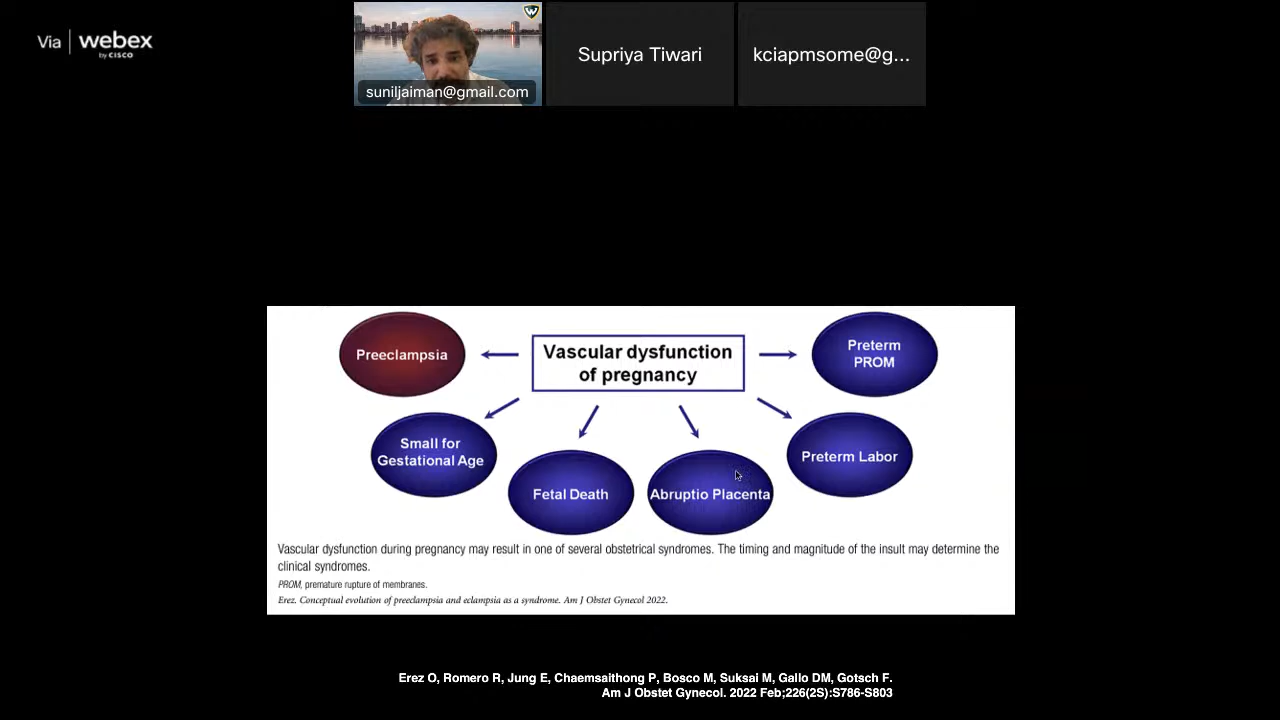 Via
webex
by CISCO
W
suniljaiman@gmail.com
Supriya Tiwari
kciapmsome@g...
Vascular dysfunction
of pregnancy
Preeclampsia
Preterm
PROM
Small for
Gestational Age
Preterm Labor
Fetal Death
Abruptio Placenta
Vascular dysfunction during pregnancy may result in one of several obstetrical syndromes. The timing and magnitude of the insult may determine the
clinical syndromes.
PROM, premature rupture of membranes.
Erez. Conceptual evolution of preeclampsia and eclampsia as a syndrome. Am J Obstet Gynecol 2022.
Erez O, Romero R, Jung E, Chaemsaithong P, Bosco M, Suksai M, Gallo DM, Gotsch F.
Am J Obstet Gynecol. 2022 Feb;226(2S):S786-S803